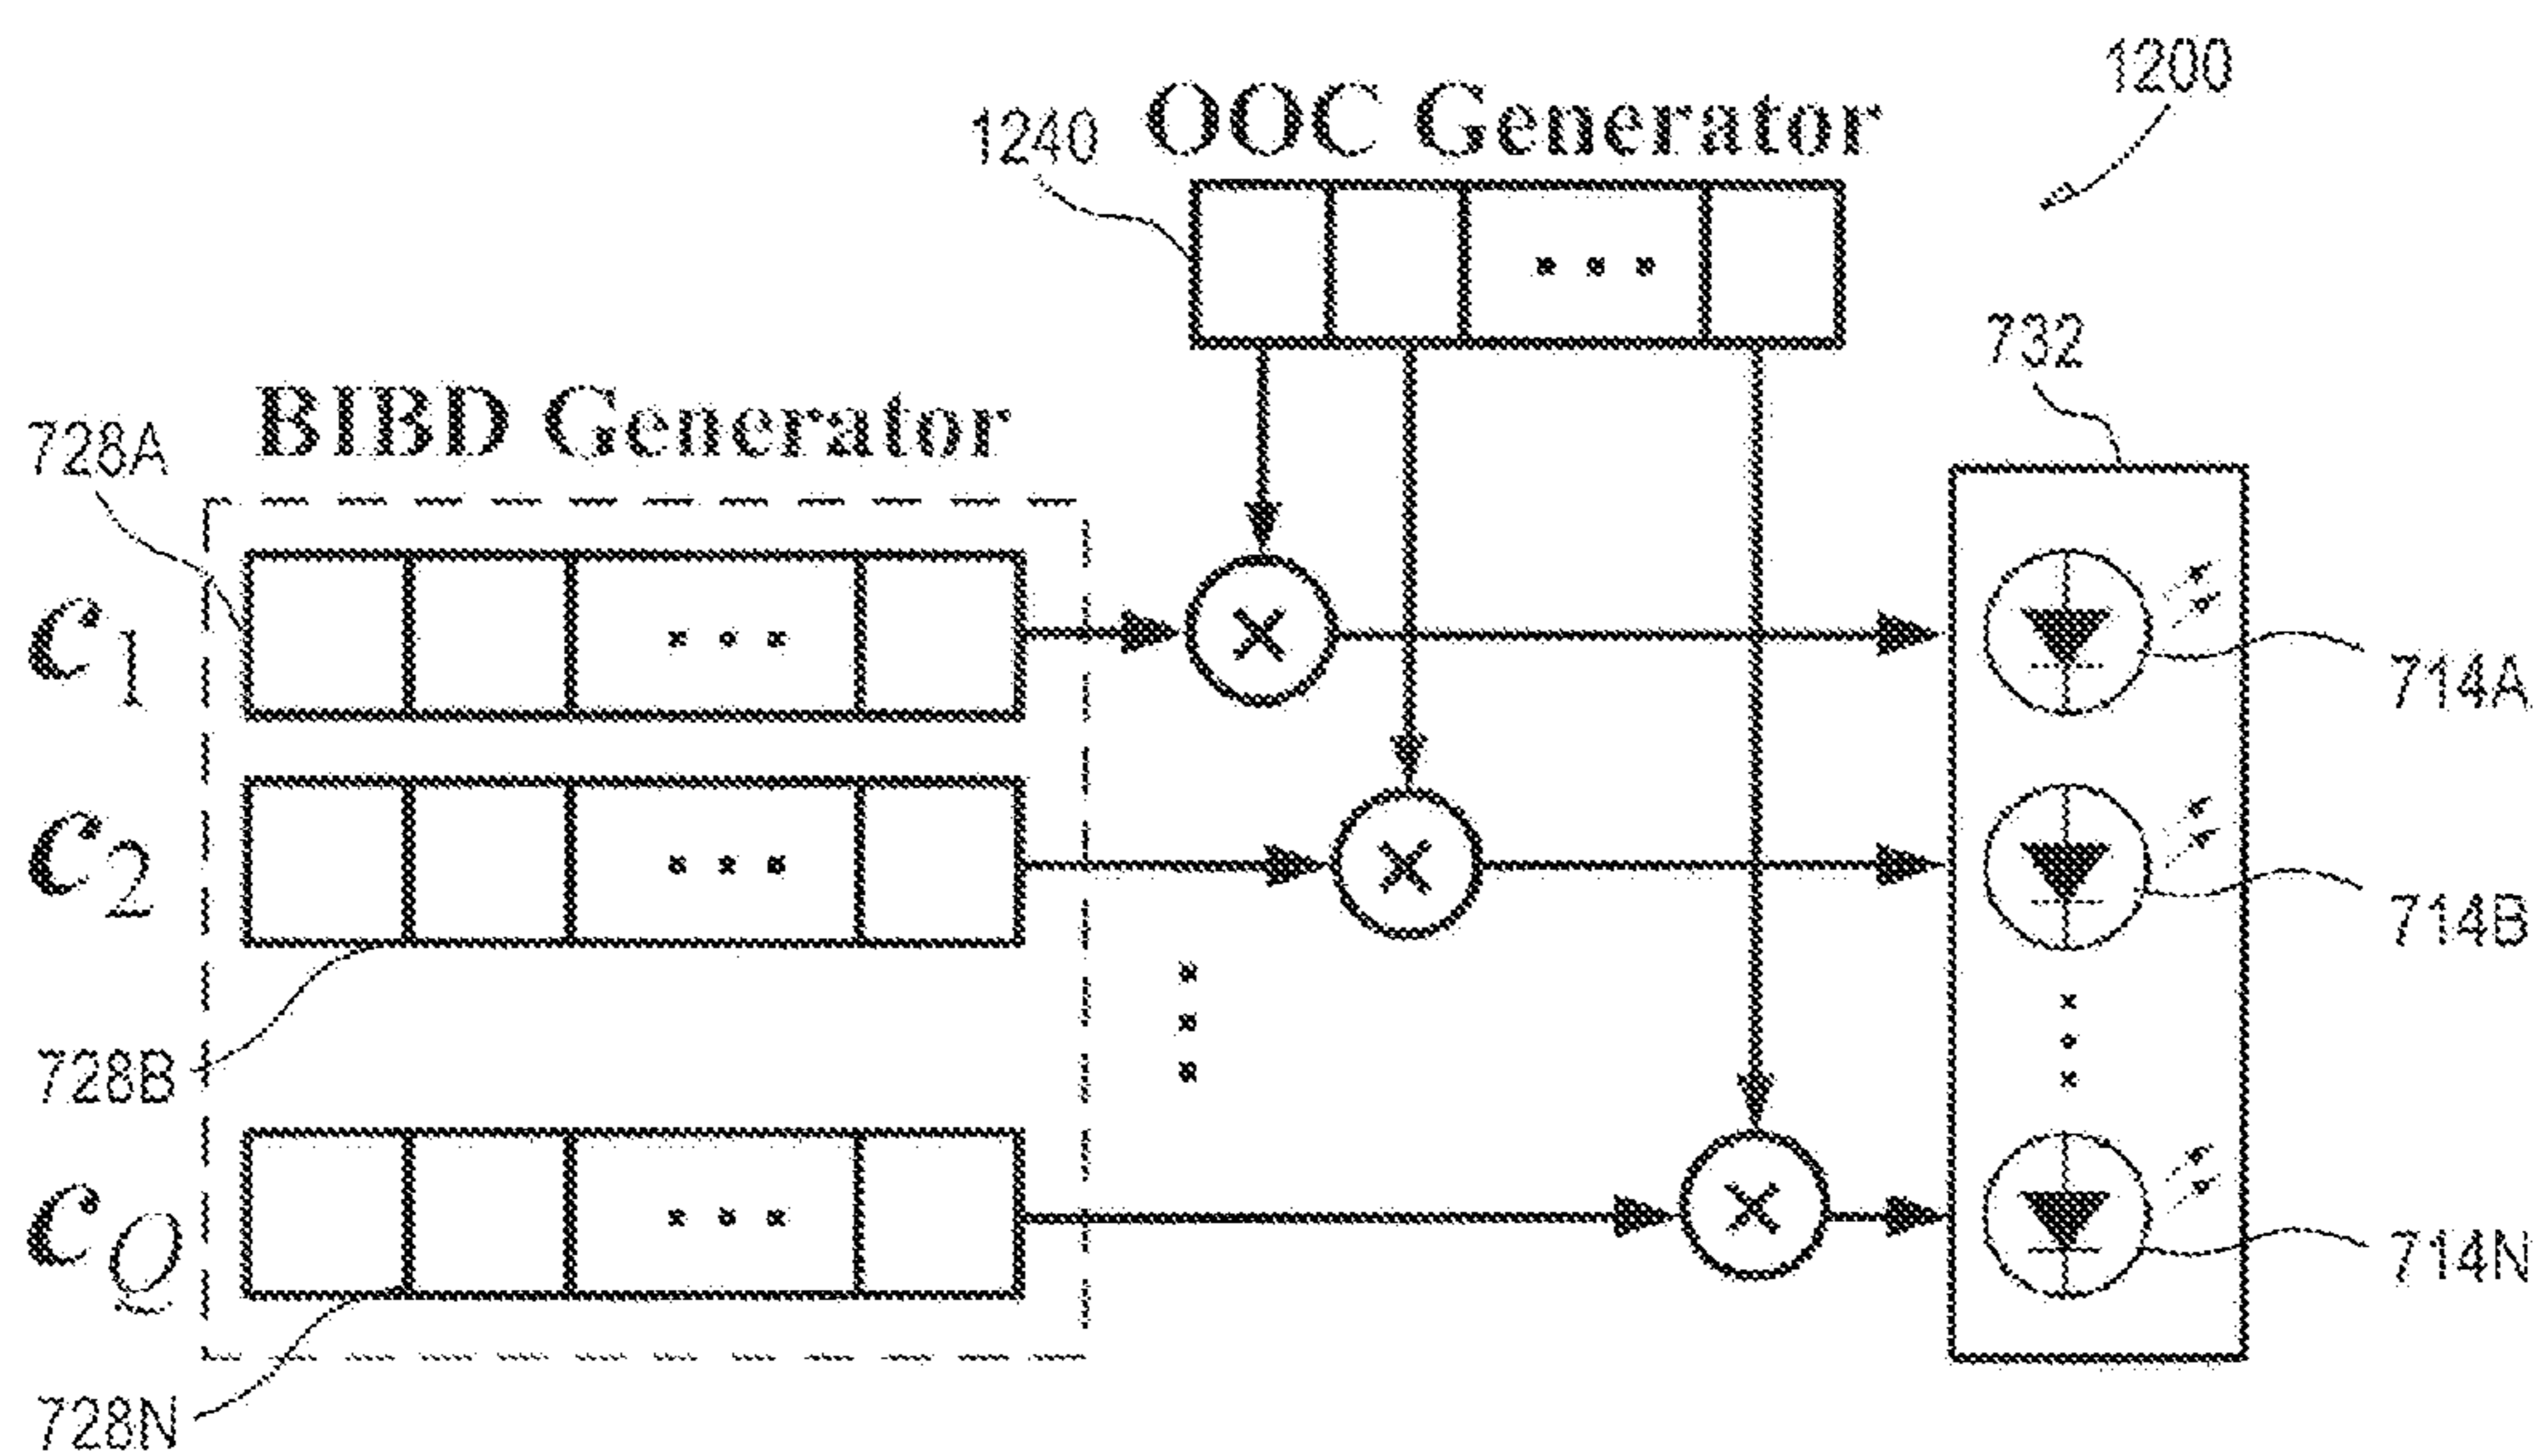 1200
1240
OOC Generator
732
BIBD Generator
728A
c1
714A
c2
714B
728B
cQ
714N
728N